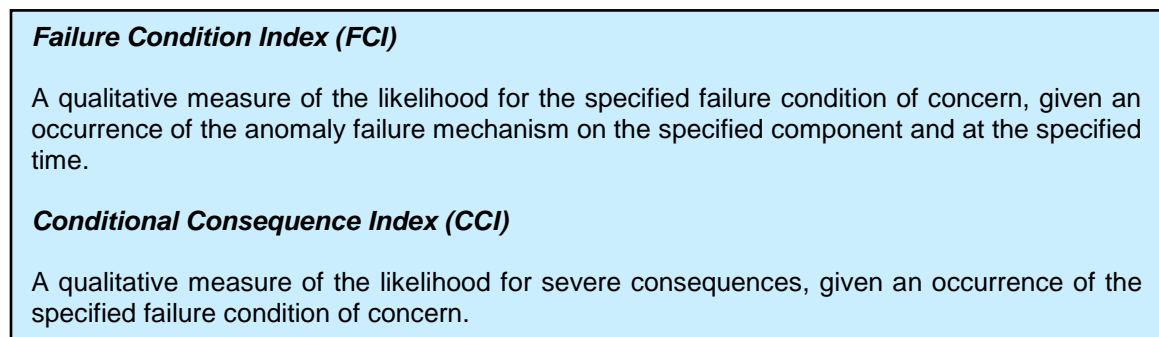 Failure Condition Index (FCI)
A qualitative measure of the likelihood for the specified failure condition of concern, given an
occurrence of the anomaly failure mechanism on the specified component and at the specified
time.
Conditional Consequence Index (CCI)
A qualitative measure of the likelihood for severe consequences, given an occurrence of the
specified failure condition of concern.